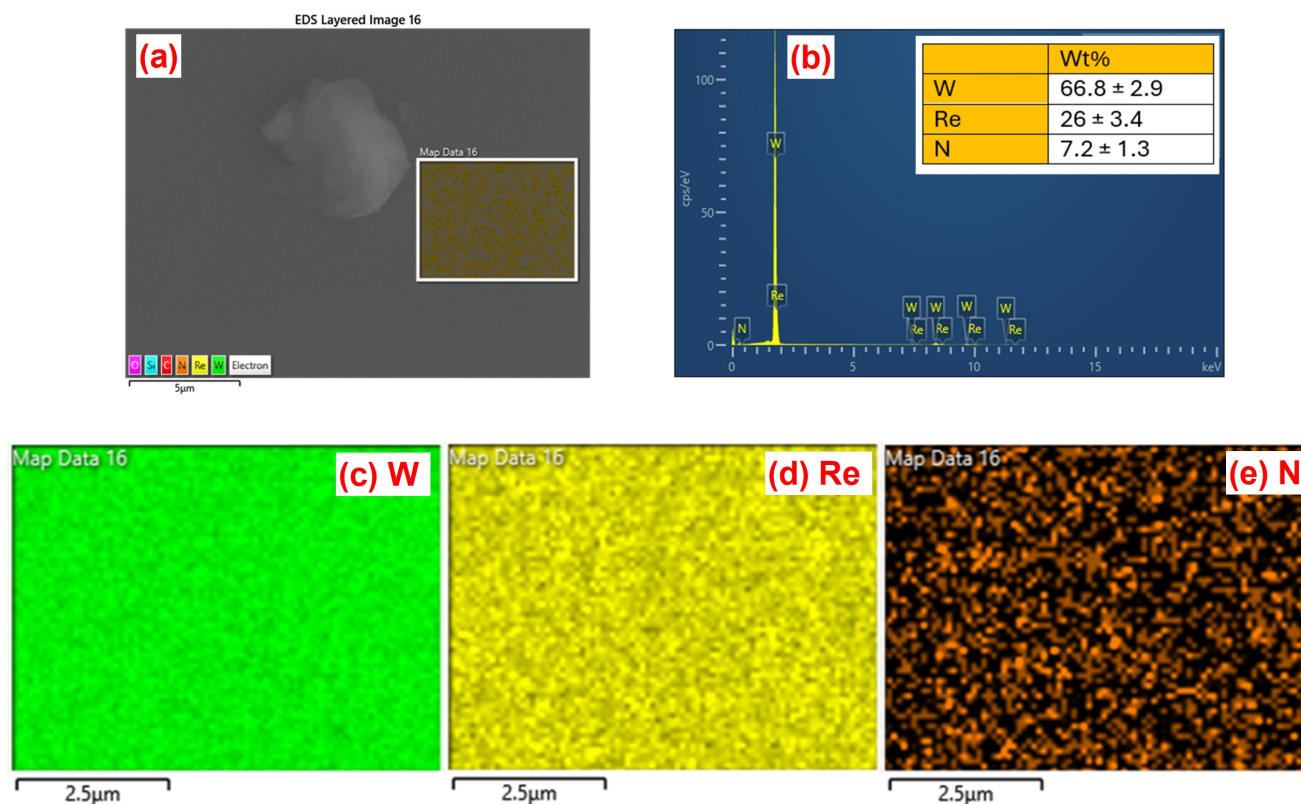 EDS Layered Image 16
(a)
Map Data 16
O Si C N Re W Electron
5μm
(b)
cps/eV
100
50
0
W
Re
N
W W W W
Re Re Re Re
0 5 10 15 keV
Wt%
W 66.8 ± 2.9
Re 26 ± 3.4
N 7.2 ± 1.3
Map Data 16
(c) W
2.5μm
Map Data 16
(d) Re
2.5μm
Map Data 16
(e) N
2.5μm